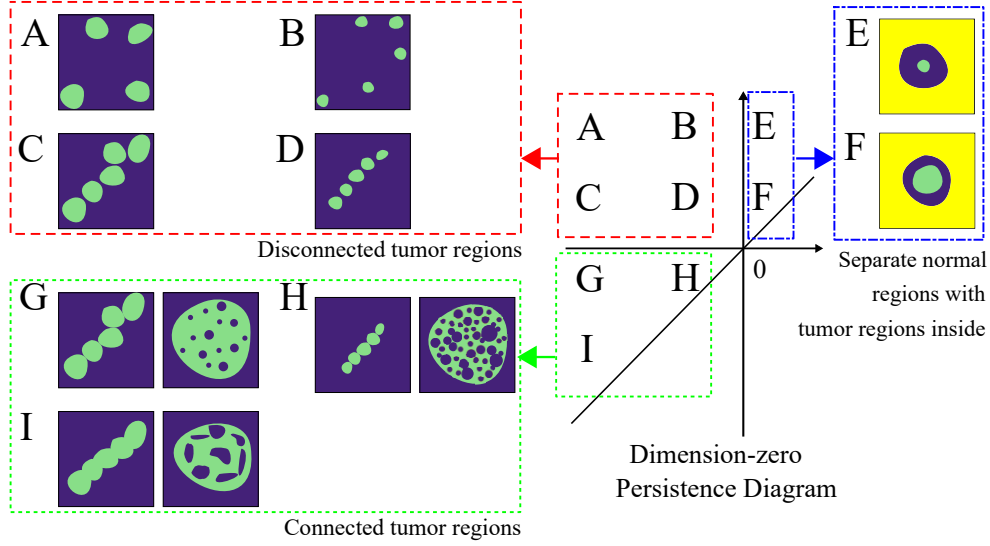 A
B
C
D
Disconnected tumor regions
G
H
I
Connected tumor regions
A B E
C D F
0
G H
I
Dimension-zero
Persistence Diagram
E
F
Separate normal
regions with
tumor regions inside